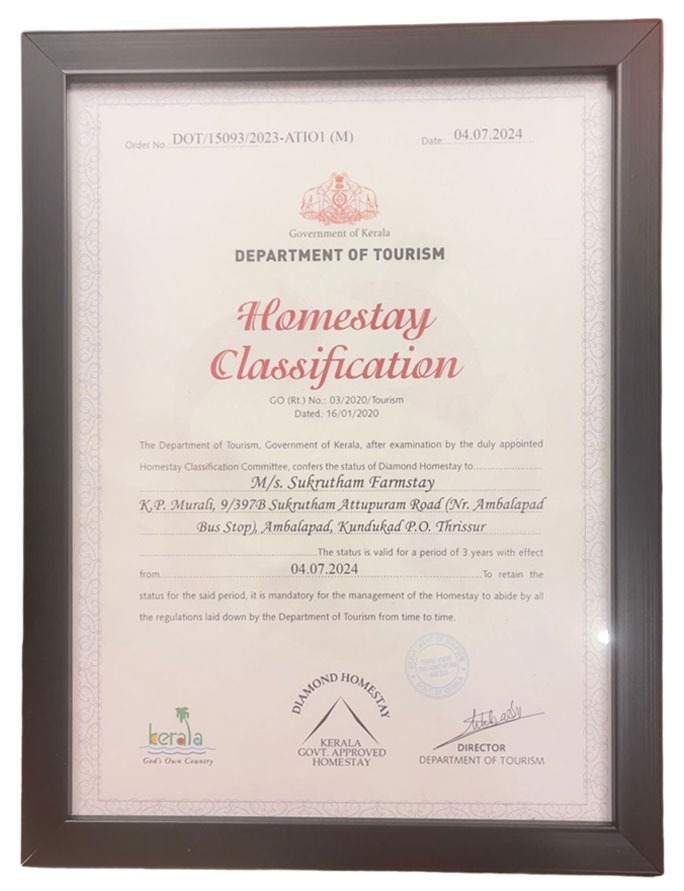 Order No. DOT/15093/2023-ATIO1 (M) Date: 04.07.2024
Government of Kerala
DEPARTMENT OF TOURISM
Homestay
Classification
GO (Rt.) No.: 03/2020/Tourism
Dated: 16/01/2020
The Department of Tourism, Government of Kerala, after examination by the duly appointed
Homestay Classification Committee, confers the status of Diamond Homestay to
M/s. Sukrutham Farmstay
K.P. Murali, 9/397B Sukrutham Attupuram Road (Nr. Ambalapad
Bus Stop), Ambalapad, Kundukad P.O. Thrissur
The status is valid for a period of 3 years with effect
from 04.07.2024 To retain the
status for the said period, it is mandatory for the management of the Homestay to abide by all
the regulations laid down by the Department of Tourism from time to time.
DIAMOND HOMESTAY
KERALA
GOVT. APPROVED
HOMESTAY
kerala
God's Own Country
DIRECTOR
DEPARTMENT OF TOURISM